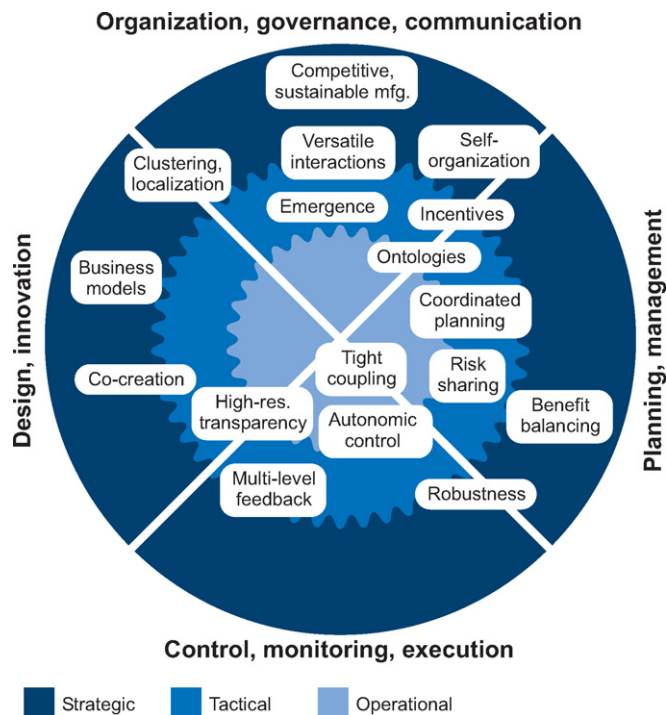 Organization, governance, communication
Competitive,
sustainable mfg.
Versatile
interactions
Self-
organization
Clustering,
localization
Emergence
Incentives
Ontologies
Business
models
Coordinated
planning
Tight
coupling
Risk
sharing
Co-creation
High-res.
transparency
Autonomic
control
Benefit
balancing
Multi-level
feedback
Robustness
Design, innovation
Planning, management
Control, monitoring, execution
Strategic
Tactical
Operational